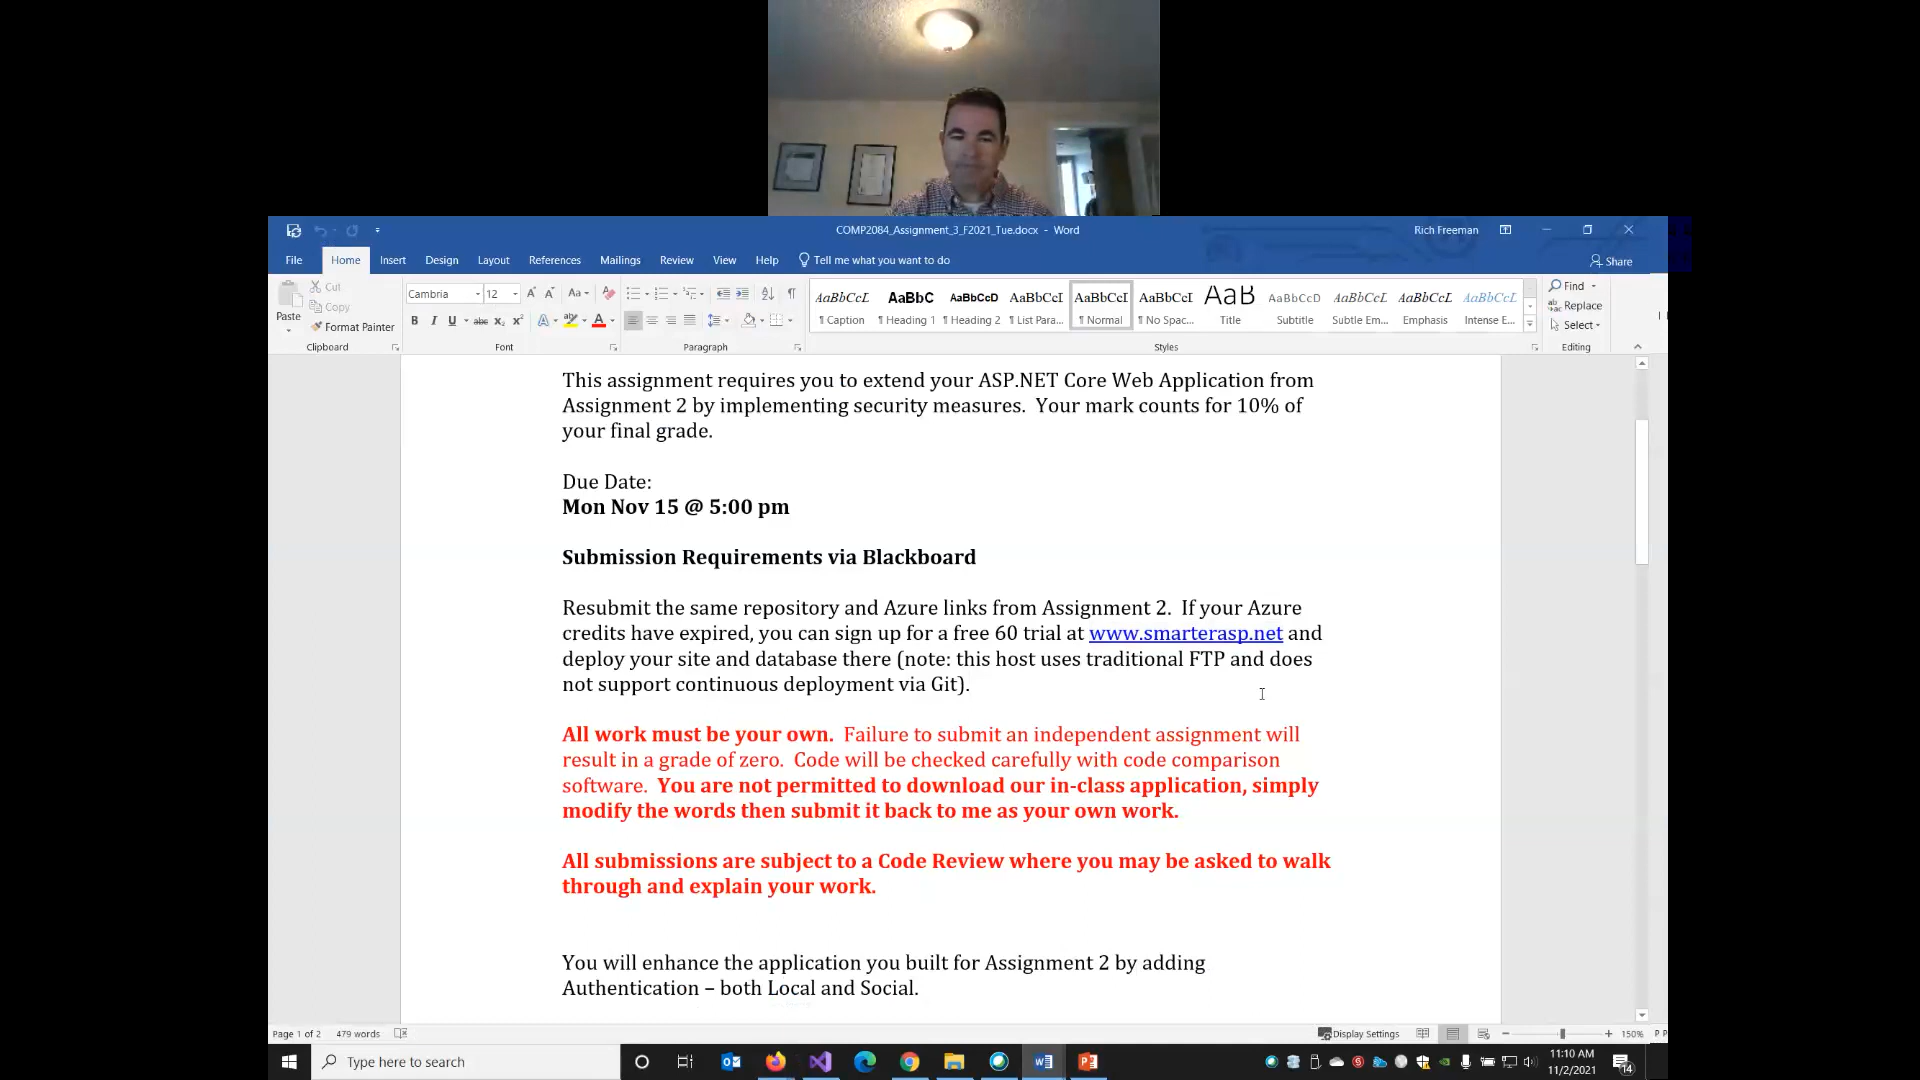 COMP2084_Assignment_3_F2021_Tue.docx - Word
Rich Freeman
File Home Insert Design Layout References Mailings Review View Help Tell me what you want to do Share
Paste
Cut
Copy
Format Painter
Clipboard
Cambria 12
Font
Paragraph
AaBbCcL AaBbC AaBbCcD AaBbCcI AaBbCcI AaBbCcI AaB AaBbCcD AaBbCcL AaBbCcL AaBbCcL
¶ Caption ¶ Heading 1 ¶ Heading 2 ¶ List Para... ¶ Normal ¶ No Spac... Title Subtitle Subtle Em... Emphasis Intense E...
Styles
Find
Replace
Select
Editing
This assignment requires you to extend your ASP.NET Core Web Application from
Assignment 2 by implementing security measures.  Your mark counts for 10% of
your final grade.
Due Date:
Mon Nov 15 @ 5:00 pm
Submission Requirements via Blackboard
Resubmit the same repository and Azure links from Assignment 2.  If your Azure
credits have expired, you can sign up for a free 60 trial at www.smarterasp.net and
deploy your site and database there (note: this host uses traditional FTP and does
not support continuous deployment via Git).
All work must be your own.  Failure to submit an independent assignment will
result in a grade of zero.  Code will be checked carefully with code comparison
software.  You are not permitted to download our in-class application, simply
modify the words then submit it back to me as your own work.
All submissions are subject to a Code Review where you may be asked to walk
through and explain your work.
You will enhance the application you built for Assignment 2 by adding
Authentication – both Local and Social.
Page 1 of 2 479 words
Display Settings
150%
Type here to search
11:10 AM
11/2/2021
14